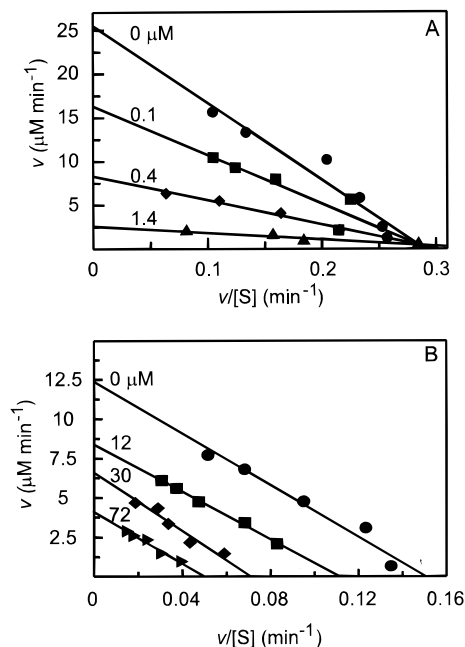 A
25
20
15
10
5
v (μM min⁻¹)
0 μM
0.1
0.4
1.4
0 0.1 0.2 0.3
v/[S] (min⁻¹)
B
12.5
10
7.5
5
2.5
v (μM min⁻¹)
0 μM
12
30
72
0 0.04 0.08 0.12 0.16
v/[S] (min⁻¹)